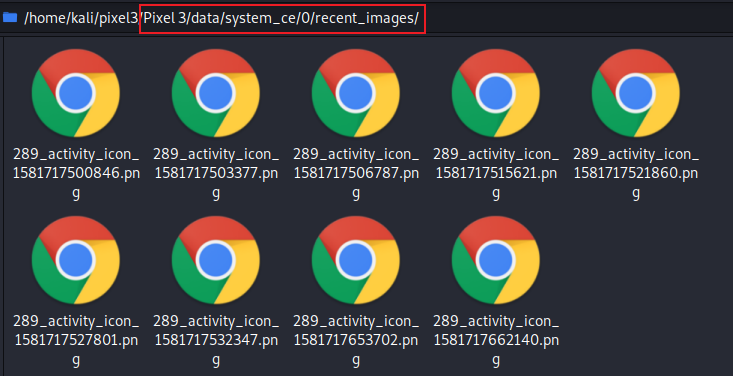 /home/kali/pixel3/Pixel 3/data/system_ce/0/recent_images/
289_activity_icon_ 289_activity_icon_ 289_activity_icon_ 289_activity_icon_ 289_activity_icon_
1581717500846.pn 1581717503377.pn 1581717506787.pn 1581717515621.pn 1581717521860.pn
g g g g g
289_activity_icon_ 289_activity_icon_ 289_activity_icon_ 289_activity_icon_
1581717527801.pn 1581717532347.pn 1581717653702.pn 1581717662140.pn
g g g g